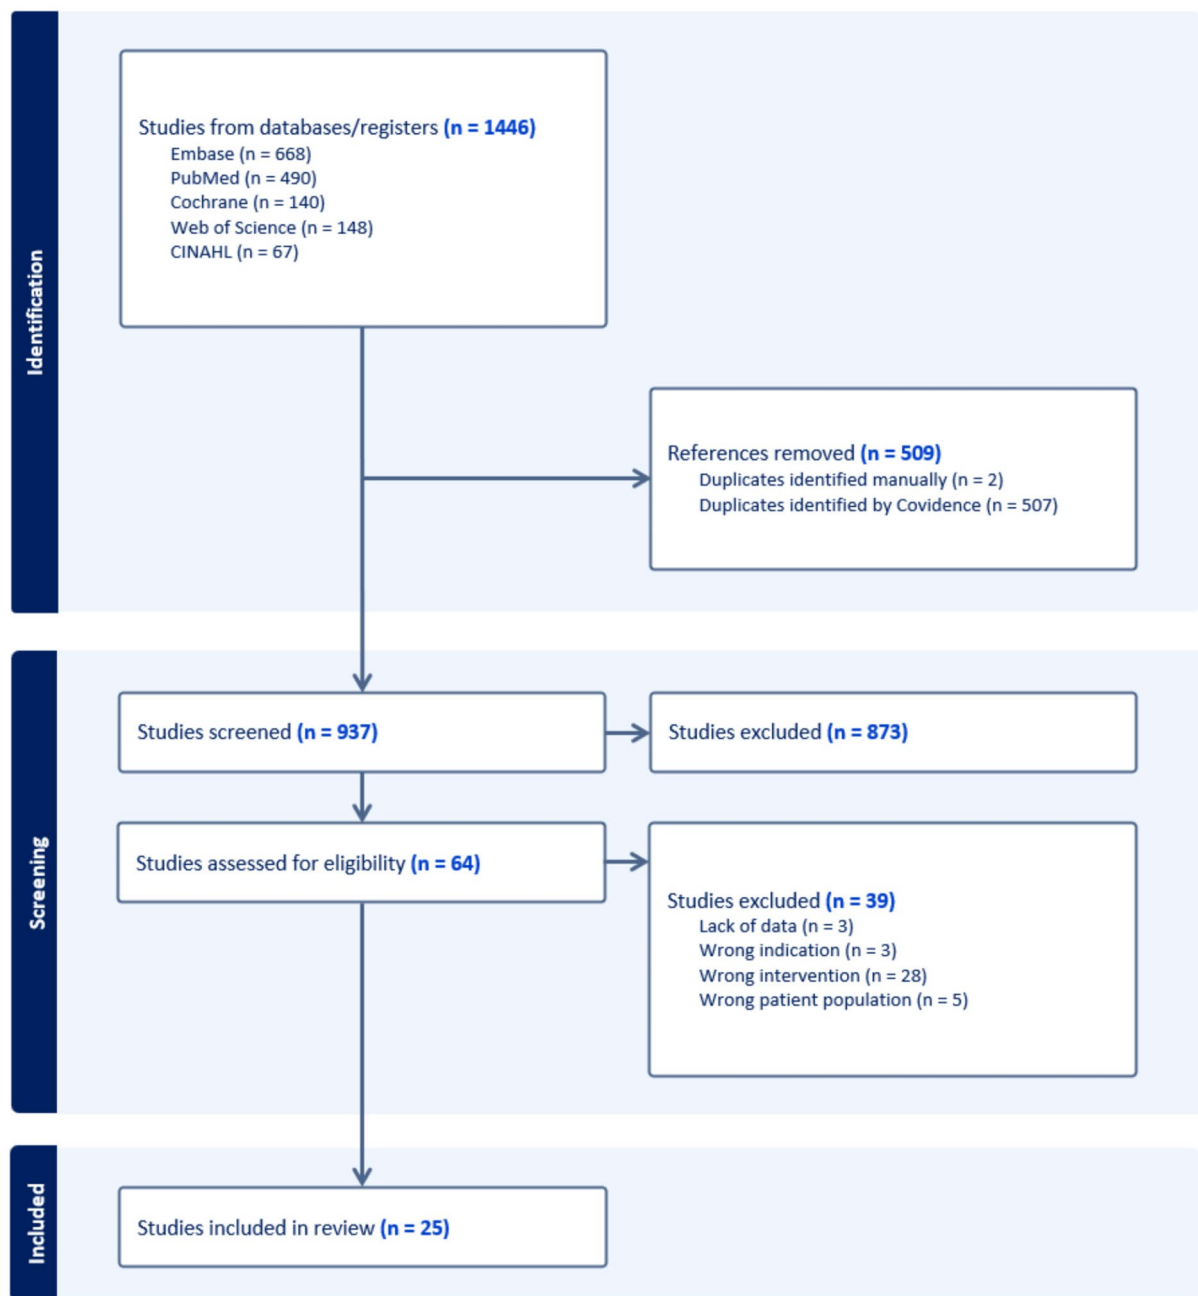 Identification
Studies from databases/registers (n = 1446)
Embase (n = 668)
PubMed (n = 490)
Cochrane (n = 140)
Web of Science (n = 148)
CINAHL (n = 67)
References removed (n = 509)
Duplicates identified manually (n = 2)
Duplicates identified by Covidence (n = 507)
Screening
Studies screened (n = 937)
Studies excluded (n = 873)
Studies assessed for eligibility (n = 64)
Studies excluded (n = 39)
Lack of data (n = 3)
Wrong indication (n = 3)
Wrong intervention (n = 28)
Wrong patient population (n = 5)
Included
Studies included in review (n = 25)